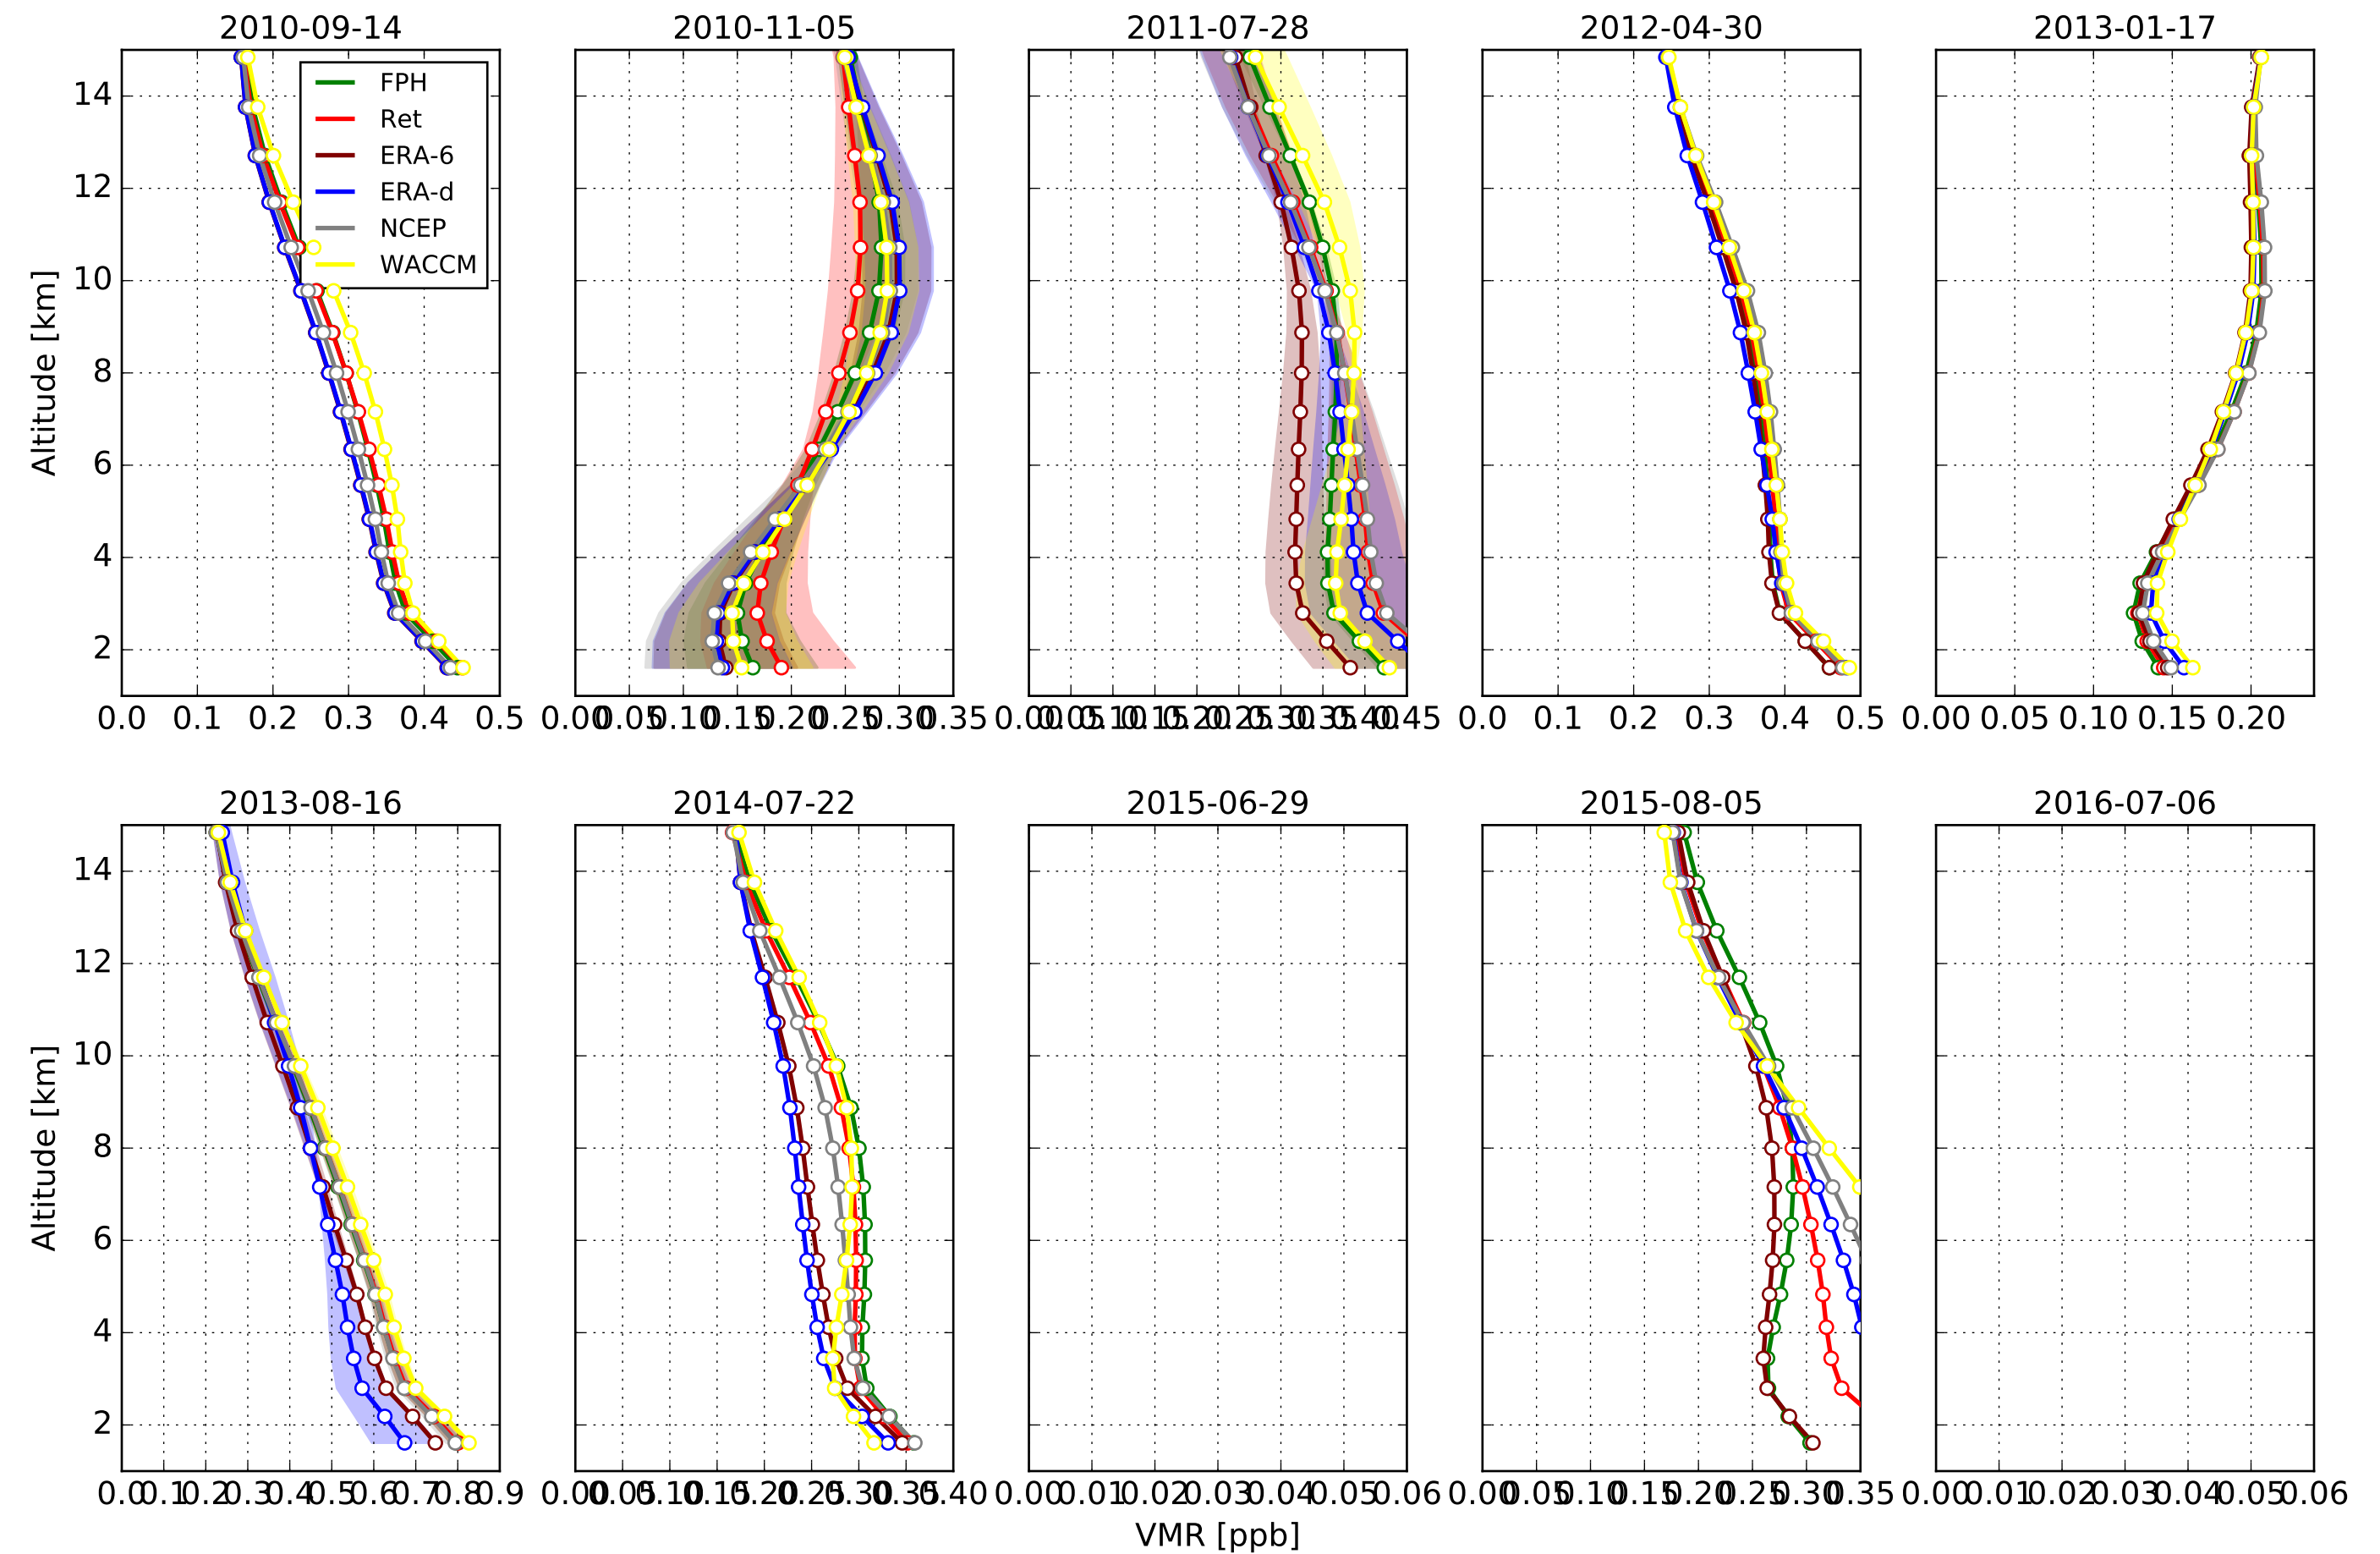 2010-09-14 2010-11-05 2011-07-28 2012-04-30 2013-01-17
FPH
Ret
ERA-6
ERA-d
NCEP
WACCM
Altitude [km]
14
12
10
8
6
4
2
0.0 0.1 0.2 0.3 0.4 0.5 0.00 0.05 0.10 0.15 0.20 0.25 0.30 0.35 0.00 0.05 0.10 0.15 0.20 0.25 0.30 0.35 0.40 0.45 0.0 0.1 0.2 0.3 0.4 0.5 0.00 0.05 0.10 0.15 0.20
2013-08-16 2014-07-22 2015-06-29 2015-08-05 2016-07-06
Altitude [km]
14
12
10
8
6
4
2
0.0 0.1 0.2 0.3 0.4 0.5 0.6 0.7 0.8 0.9 0.00 0.05 0.10 0.15 0.20 0.25 0.30 0.35 0.40 0.00 0.01 0.02 0.03 0.04 0.05 0.06 0.00 0.05 0.10 0.15 0.20 0.25 0.30 0.35 0.00 0.01 0.02 0.03 0.04 0.05 0.06
VMR [ppb]